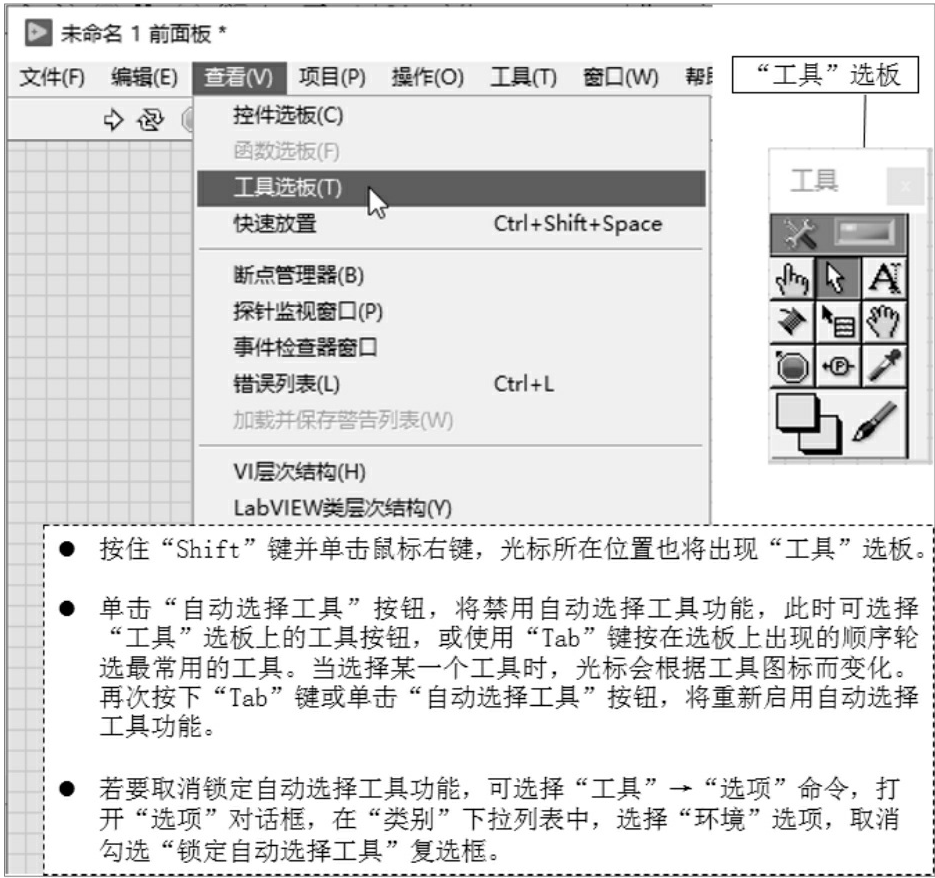 未命名 1 前面板 *
文件(F) 编辑(E) 查看(V) 项目(P) 操作(O) 工具(T) 窗口(W)
“工具”选板
控件选板(C)
函数选板(F)
工具选板(T)
快速放置 Ctrl+Shift+Space
断点管理器(B)
探针监视窗口(P)
事件检查器窗口
错误列表(L) Ctrl+L
加载并保存警告列表(W)
VI层次结构(H)
LabVIEW类层次结构(Y)
工具
x
A
P
● 按住“Shift”键并单击鼠标右键，光标所在位置也将出现“工具”选板。
● 单击“自动选择工具”按钮，将禁用自动选择工具功能，此时可选择
“工具”选板上的工具按钮，或使用“Tab”键按在选板上出现的顺序轮
选最常用的工具。当选择某一个工具时，光标会根据工具图标而变化。
再次按下“Tab”键或单击“自动选择工具”按钮，将重新启用自动选择
工具功能。
● 若要取消锁定自动选择工具功能，可选择“工具”→“选项”命令，打
开“选项”对话框，在“类别”下拉列表中，选择“环境”选项，取消
勾选“锁定自动选择工具”复选框。